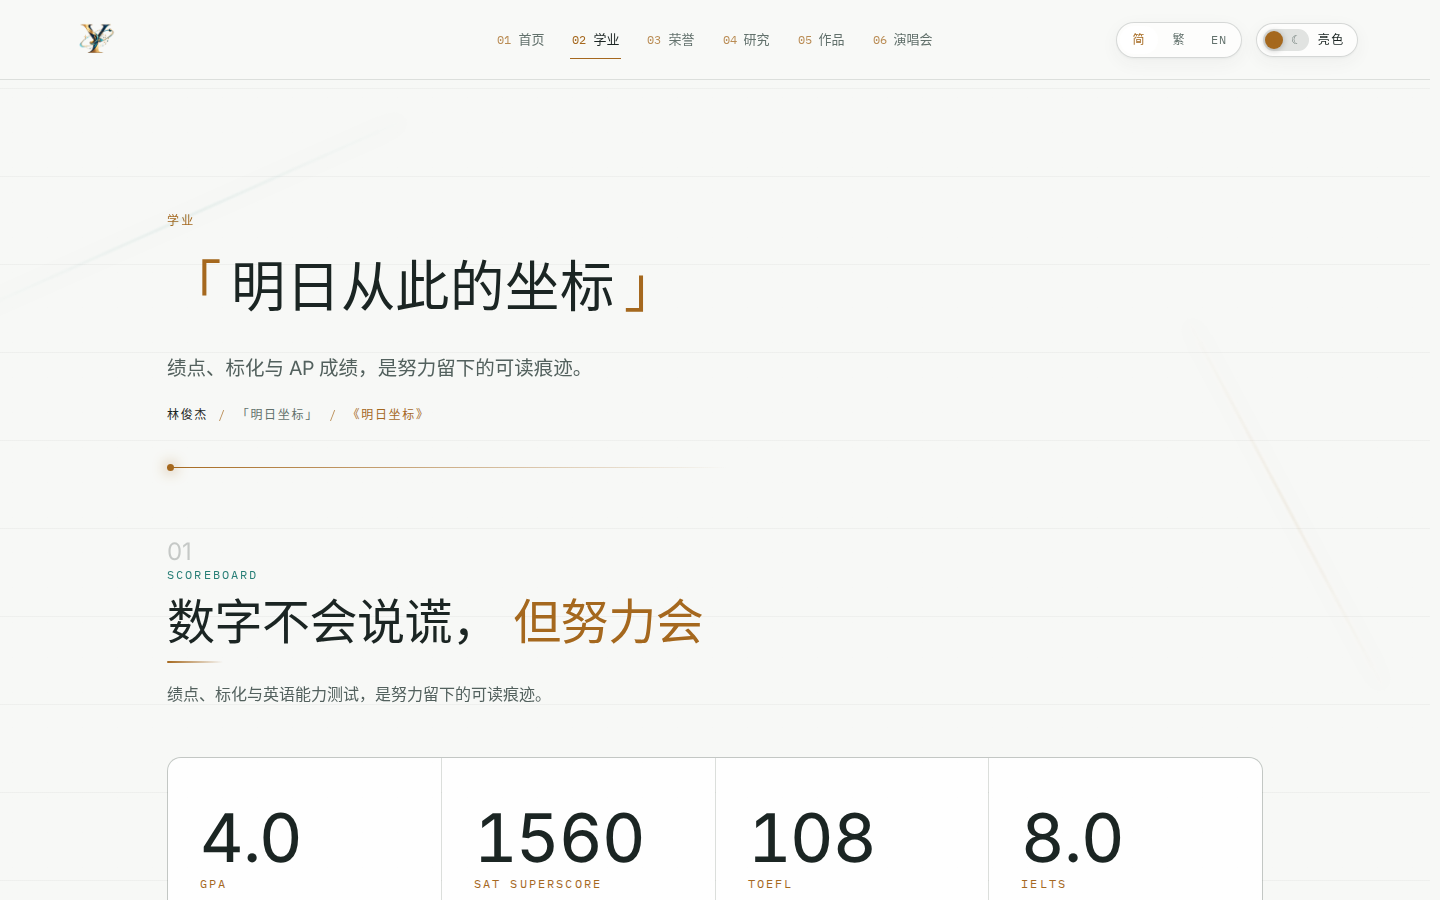 01 首页 02 学业 03 荣誉 04 研究 05 作品 06 演唱会 简 繁 EN ☾ 亮色
学业
「明日从此的坐标」
绩点、标化与 AP 成绩，是努力留下的可读痕迹。
林俊杰 / 「明日坐标」 / 《明日坐标》
01
SCOREBOARD
数字不会说谎， 但努力会
绩点、标化与英语能力测试，是努力留下的可读痕迹。
4.0 1560 108 8.0
GPA SAT SUPERSCORE TOEFL IELTS